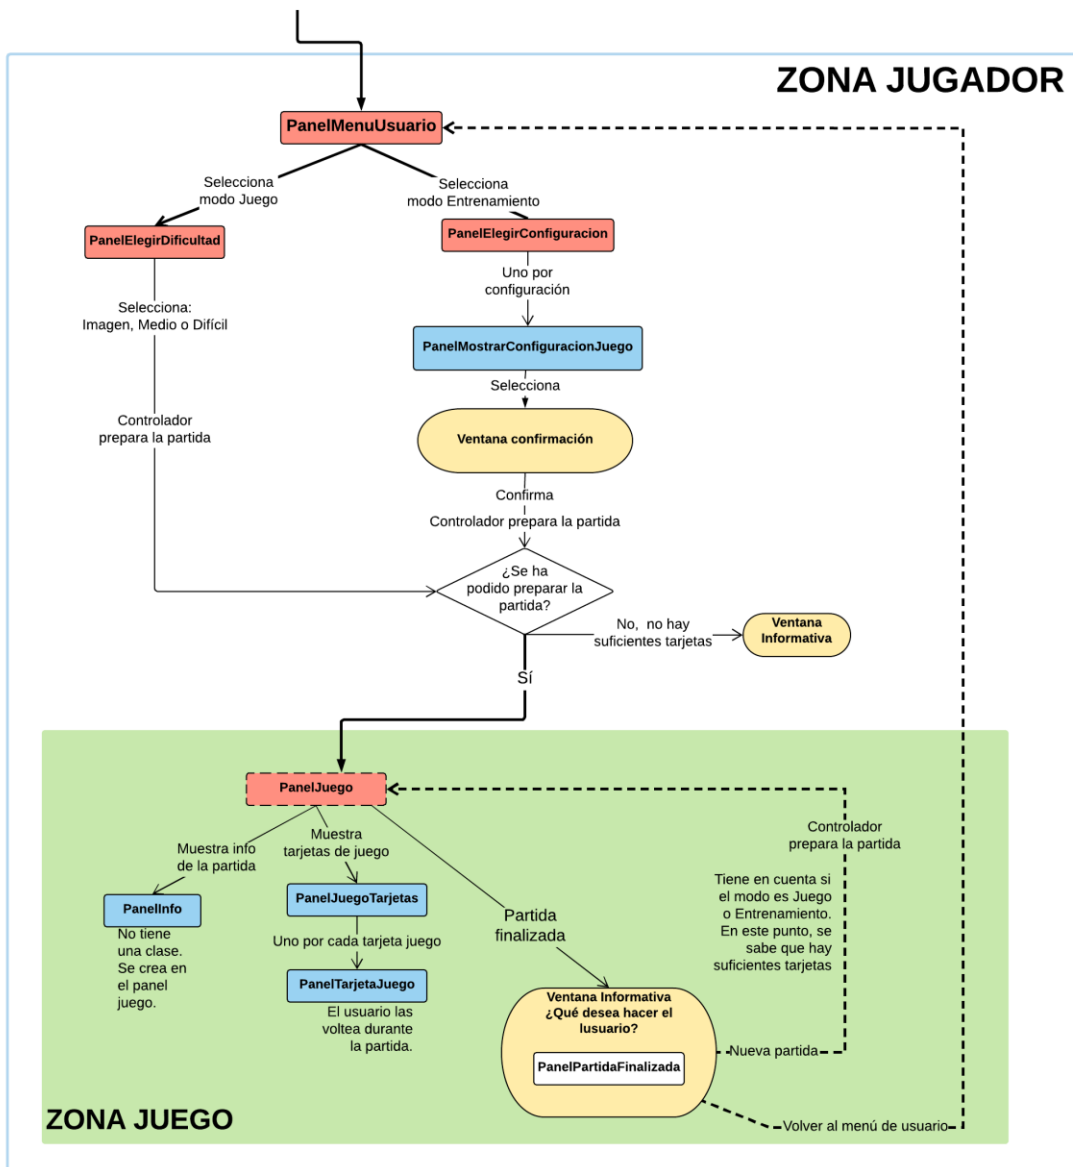 ZONA JUGADOR
PanelMenuUsuario
Selecciona
modo Juego
Selecciona
modo Entrenamiento
PanelElegirDificultad
PanelElegirConfiguracion
Uno por
configuración
Selecciona:
Imagen, Medio o Difícil
PanelMostrarConfiguracionJuego
Selecciona
Controlador
prepara la partida
Ventana confirmación
Confirma
Controlador prepara la partida
¿Se ha
podido preparar la
partida?
No, no hay
suficientes tarjetas
Ventana
Informativa
Sí
PanelJuego
Muestra info
de la partida
Muestra
tarjetas de juego
Controlador
prepara la partida
PanelInfo
No tiene
una clase.
Se crea en
el panel
juego.
PanelJuegoTarjetas
Uno por cada tarjeta juego
PanelTarjetaJuego
El usuario las
voltea durante
la partida.
Partida
finalizada
Tiene en cuenta si
el modo es Juego
o Entrenamiento.
En este punto, se
sabe que hay
suficientes tarjetas
Ventana Informativa
¿Qué desea hacer el
lusuario?
PanelPartidaFinalizada
Nueva partida
Volver al menú de usuario
ZONA JUEGO